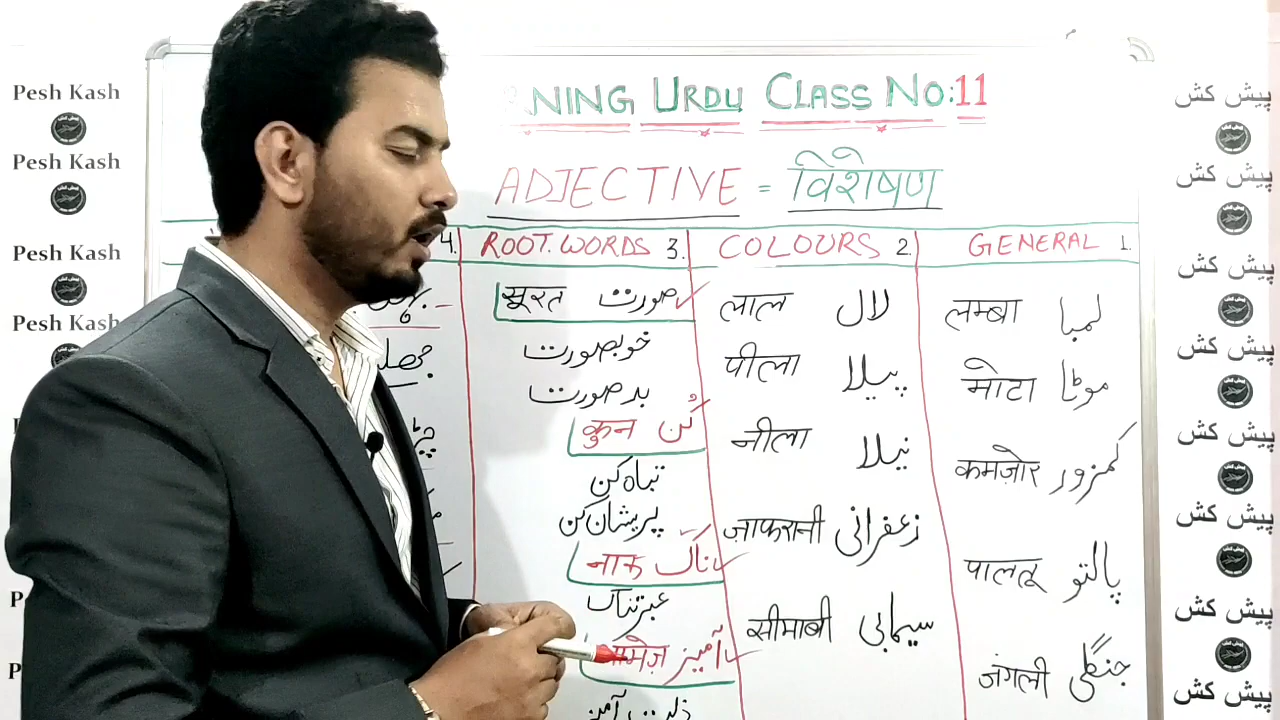 NING URDU CLASS NO:11
ADJECTIVE = विशेषण
4. ROOT.WORDS 3. COLOURS 2. GENERAL 1.
सूरत صورت
خوبصورت
بدصورت
कुन کُن
تباہ کن
پریشان کن
नाक ناک
عبرتناک
आमेज़ آمیز
ذلت آمیز
लाल لال
पीला پیلا
नीला نیلا
ज़ाफ़रानी زعفرانی
सीमाबी سیمابی
लम्बा لمبا
मोटा موٹا
कमज़ोर کمزور
पालतू پالتو
जंगली جنگلی
Pesh Kash
Pesh Kash
Pesh Kash
Pesh Kash
پیش کش
پیش کش
پیش کش
پیش کش
پیش کش
پیش کش
پیش کش
پیش کش